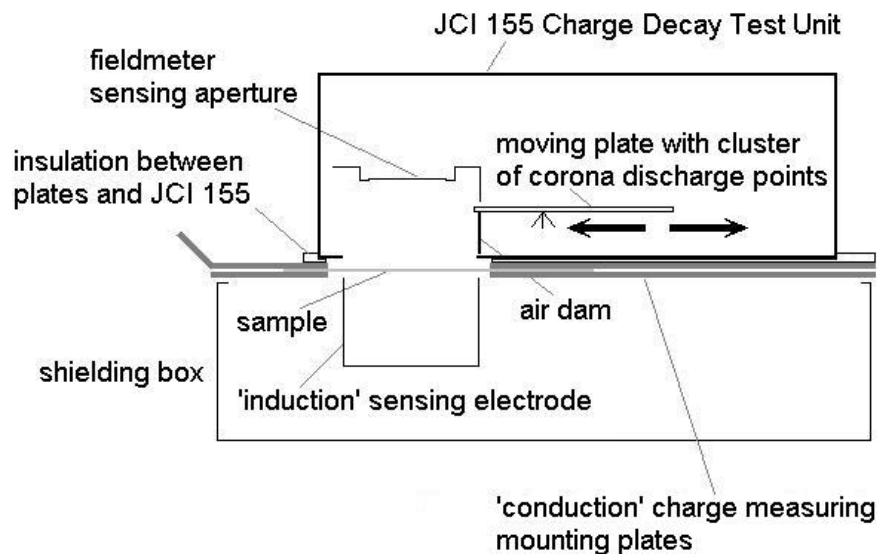 JCI 155 Charge Decay Test Unit
fieldmeter
sensing aperture
moving plate with cluster
of corona discharge points
insulation between
plates and JCI 155
sample
air dam
shielding box
'induction' sensing electrode
'conduction' charge measuring
mounting plates